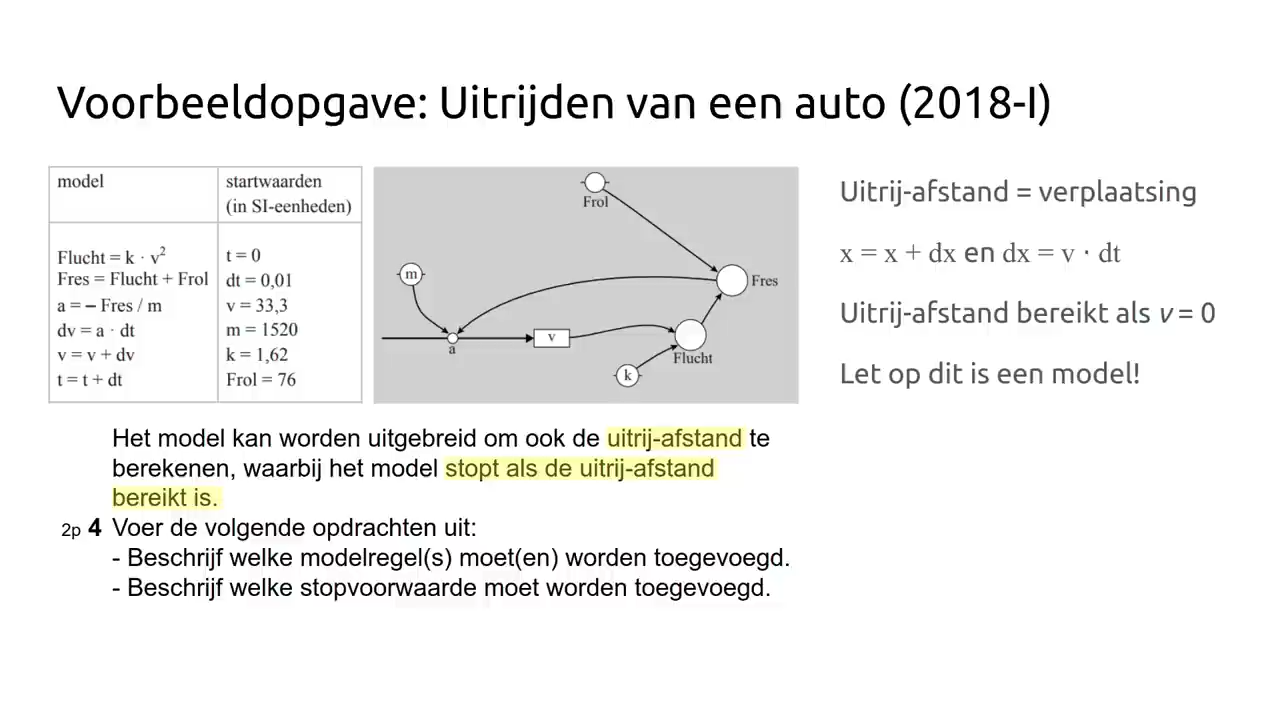 Voorbeeldopgave: Uitrijden van een auto (2018-I)
model
startwaarden
(in SI-eenheden)
Flucht = k · v²
Fres = Flucht + Frol
a = – Fres / m
dv = a · dt
v = v + dv
t = t + dt
t = 0
dt = 0,01
v = 33,3
m = 1520
k = 1,62
Frol = 76
Frol
m
Fres
a
v
Flucht
k
Uitrij-afstand = verplaatsing
x = x + dx en dx = v · dt
Uitrij-afstand bereikt als v = 0
Let op dit is een model!
Het model kan worden uitgebreid om ook de uitrij-afstand te
berekenen, waarbij het model stopt als de uitrij-afstand
bereikt is.
2p 4 Voer de volgende opdrachten uit:
- Beschrijf welke modelregel(s) moet(en) worden toegevoegd.
- Beschrijf welke stopvoorwaarde moet worden toegevoegd.